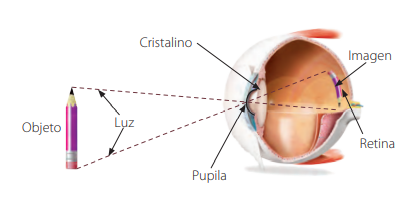 Cristalino
Imagen
Objeto
Luz
Retina
Pupila